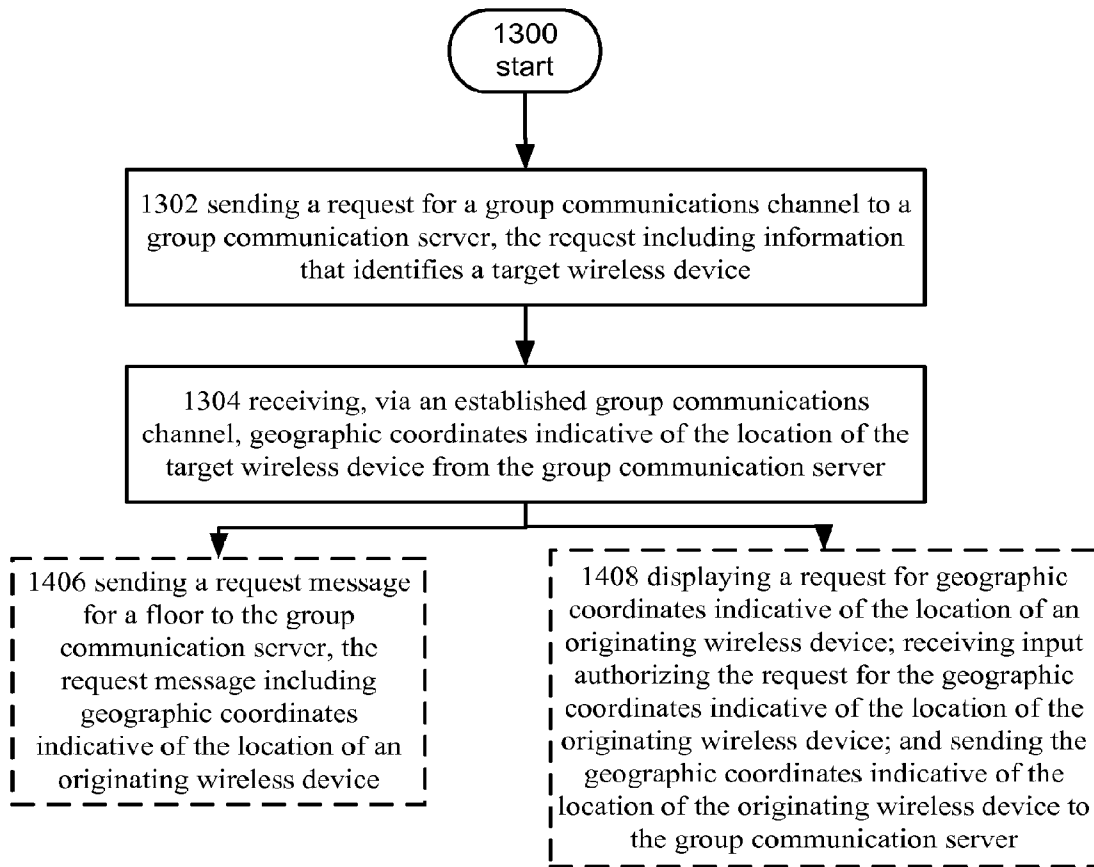 1300
start
1302 sending a request for a group communications channel to a
group communication server, the request including information
that identifies a target wireless device
1304 receiving, via an established group communications
channel, geographic coordinates indicative of the location of the
target wireless device from the group communication server
1406 sending a request message
for a floor to the group
communication server, the
request message including
geographic coordinates
indicative of the location of an
originating wireless device
1408 displaying a request for geographic
coordinates indicative of the location of an
originating wireless device; receiving input
authorizing the request for the geographic
coordinates indicative of the location of the
originating wireless device; and sending the
geographic coordinates indicative of the
location of the originating wireless device to
the group communication server